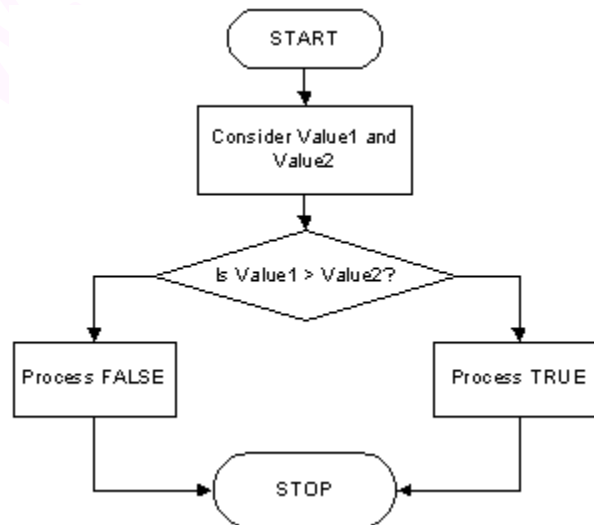 START
Consider Value1 and
Value2
Is Value1 > Value2?
Process FALSE
Process TRUE
STOP